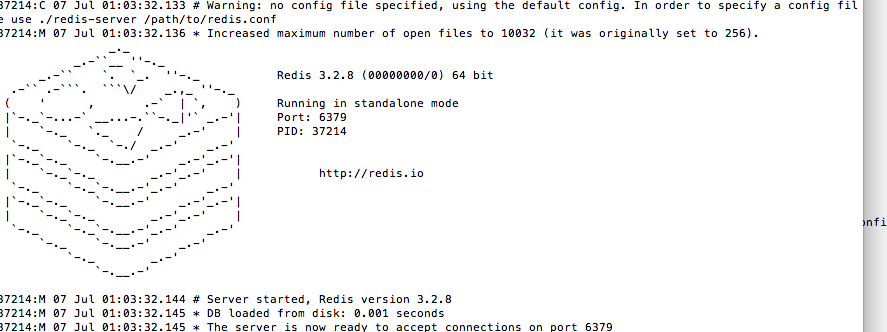 37214:C 07 Jul 01:03:32.133 # Warning: no config file specified, using the default config. In order to specify a config fil
e use ./redis-server /path/to/redis.conf
37214:M 07 Jul 01:03:32.136 * Increased maximum number of open files to 10032 (it was originally set to 256).
Redis 3.2.8 (00000000/0) 64 bit
Running in standalone mode
Port: 6379
PID: 37214
http://redis.io
onfi
37214:M 07 Jul 01:03:32.144 # Server started, Redis version 3.2.8
37214:M 07 Jul 01:03:32.145 * DB loaded from disk: 0.001 seconds
37214:M 07 Jul 01:03:32.145 * The server is now ready to accept connections on port 6379